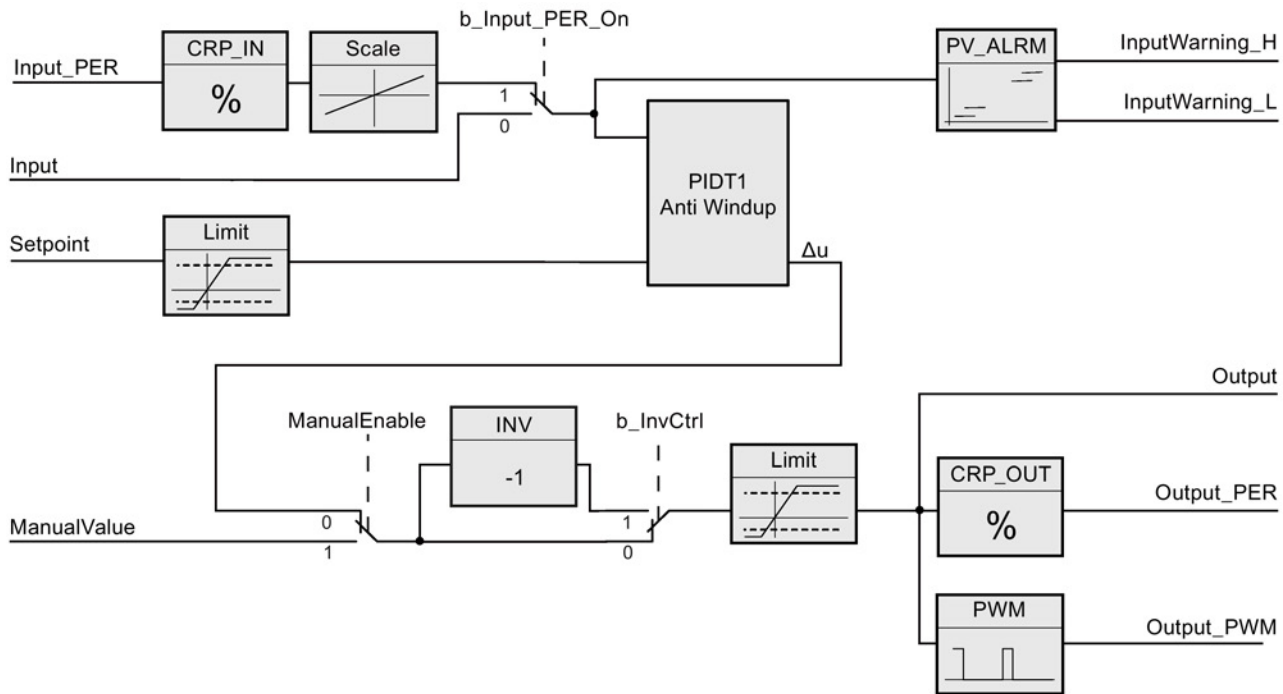 b_Input_PER_On
CRP_IN
Scale
PV_ALRM
InputWarning_H
Input_PER
%
1
0
InputWarning_L
Input
PIDT1
Anti Windup
Setpoint
Limit
Δu
Output
ManualEnable
INV
b_InvCtrl
-1
Limit
CRP_OUT
Output_PER
%
0
1
ManualValue
1
0
PWM
Output_PWM